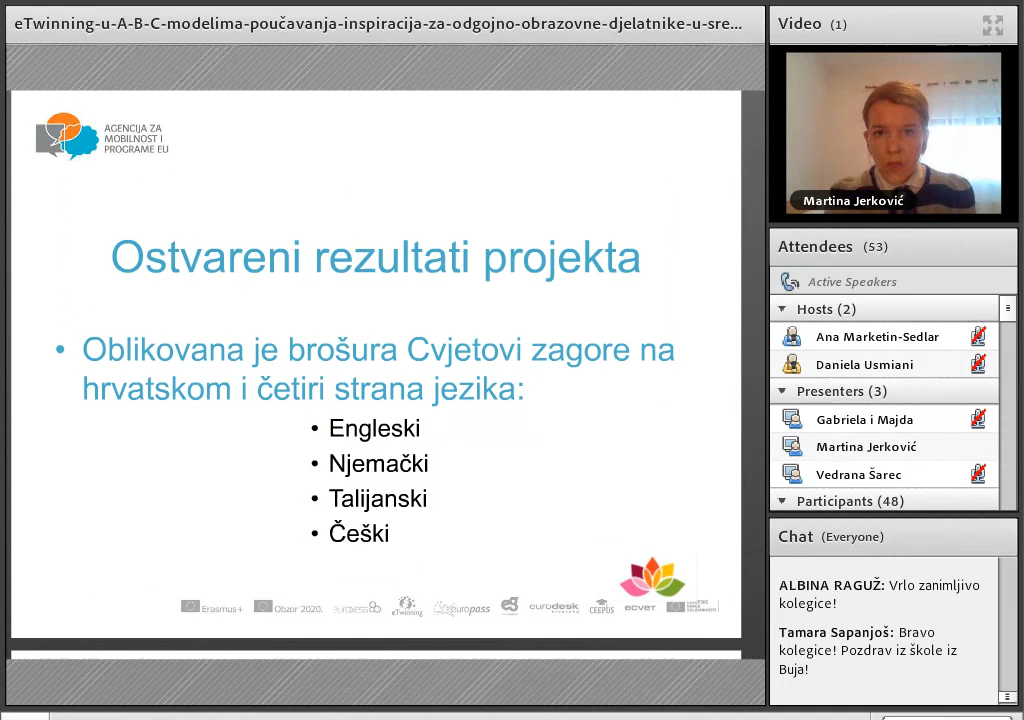 eTwinning-u-A-B-C-modelima-poučavanja-inspiracija-za-odgojno-obrazovne-djelatnike-u-sre...
AGENCIJA ZA
MOBILNOST I
PROGRAME EU
Ostvareni rezultati projekta
• Oblikovana je brošura Cvjetovi zagore na
hrvatskom i četiri strana jezika:
• Engleski
• Njemački
• Talijanski
• Češki
Erasmus+ Obzor 2020. euraxess eTwinning europass eurodesk CEEPUS ecvet
Video (1)
Martina Jerković
Attendees (53)
Active Speakers
Hosts (2)
Ana Marketin-Sedlar
Daniela Usmiani
Presenters (3)
Gabriela i Majda
Martina Jerković
Vedrana Šarec
Participants (48)
Chat (Everyone)
ALBINA RAGUŽ: Vrlo zanimljivo
kolegice!
Tamara Sapanjoš: Bravo
kolegice! Pozdrav iz škole iz
Buja!